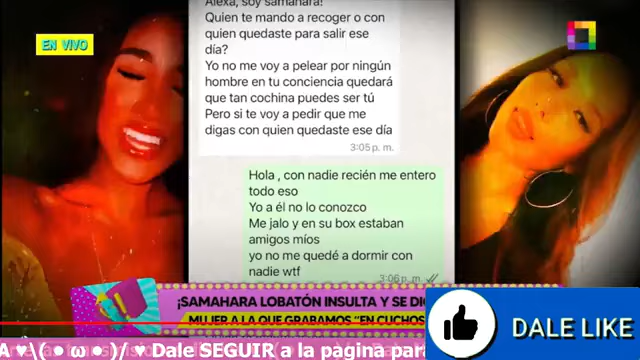 Alexa, soy samahara!
Quien te mando a recoger o con
quien quedaste para salir ese
día?
Yo no me voy a pelear por ningún
hombre en tu conciencia quedará
que tan cochina puedes ser tú
Pero si te voy a pedir que me
digas con quien quedaste ese día
3:05 p. m.
EN VIVO
Hola , con nadie recién me entero
todo eso
Yo a él no lo conozco
Me jalo y en su box estaban
amigos míos
yo no me quedé a dormir con
nadie wtf
3:06 p. m.
¡SAMAHARA LOBATÓN INSULTA Y SE
MUJER A LA QUE GRABAMOS "EN
DALE LIKE
A ♥\(•ω•)/ ♥ Dale SEGUIR a la página para